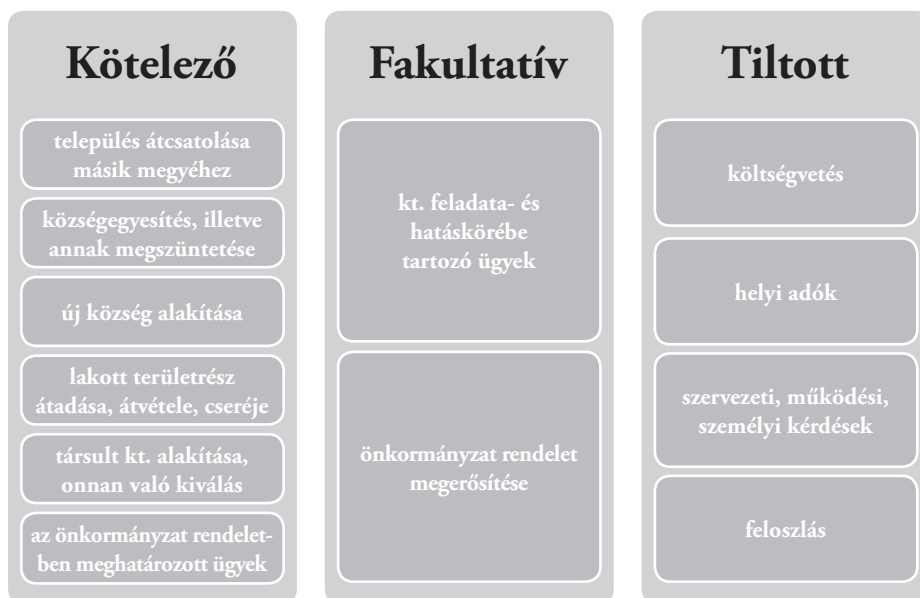 Kötelező
település átcsatolása
másik megyéhez
községegyesítés, illetve
annak megszüntetése
új község alakítása
lakott területrész
átadása, átvétele, cseréje
társult kt. alakítása,
onnan való kiválás
az önkormányzat rendelet-
ben meghatározott ügyek
Fakultatív
kt. feladata- és
hatáskörébe
tartozó ügyek
önkormányzat rendelet
megerősítése
Tiltott
költségvetés
helyi adók
szervezeti, működési,
személyi kérdések
feloszlás